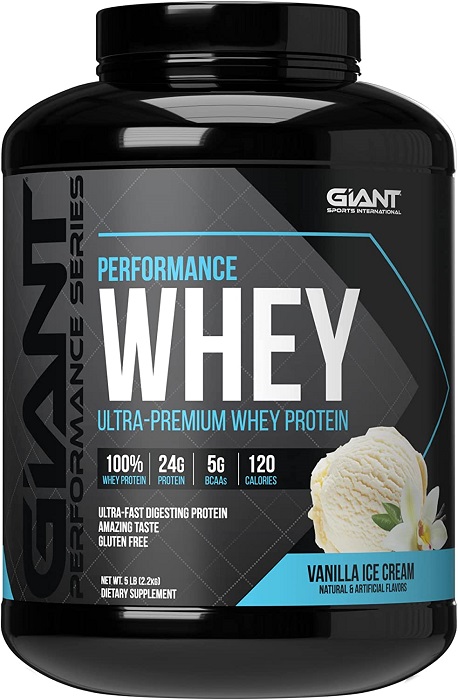 GIANT
SPORTS INTERNATIONAL
GIANT
PERFORMANCE SERIES
PERFORMANCE
WHEY
ULTRA-PREMIUM WHEY PROTEIN
100% 24G 5G 120
WHEY PROTEIN PROTEIN BCAAs CALORIES
ULTRA-FAST DIGESTING PROTEIN
AMAZING TASTE
GLUTEN FREE
NET WT. 5 LB (2.2KG)
DIETARY SUPPLEMENT
VANILLA ICE CREAM
NATURAL & ARTIFICIAL FLAVORS